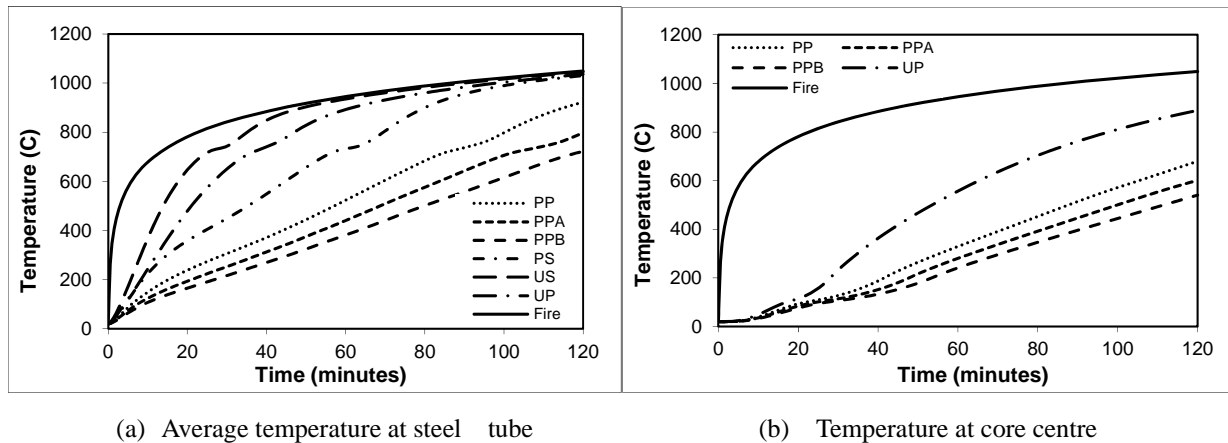 1200
1000
800
600
400
200
0
Temperature (C)
PP
PPA
PPB
PS
US
UP
Fire
0 20 40 60 80 100 120
Time (minutes)
(a) Average temperature at steel tube
1200
1000
800
600
400
200
0
Temperature (C)
PP PPA
PPB UP
Fire
0 20 40 60 80 100 120
Time (minutes)
(b) Temperature at core centre